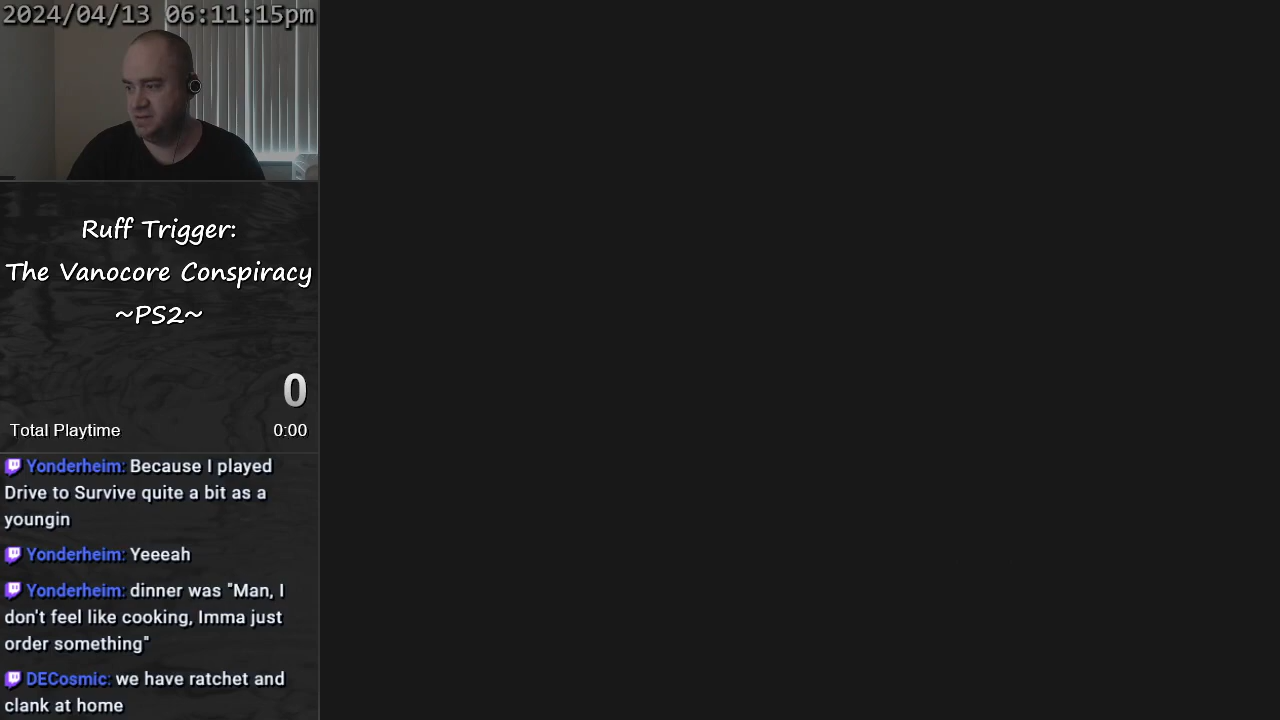 2024/04/13 06:11:15pm
Ruff Trigger:
The Vanocore Conspiracy
~PS2~
0
Total Playtime 0:00
Yonderheim: Because I played
Drive to Survive quite a bit as a
youngin
Yonderheim: Yeeeah
Yonderheim: dinner was "Man, I
don't feel like cooking, Imma just
order something"
DECosmic: we have ratchet and
clank at home